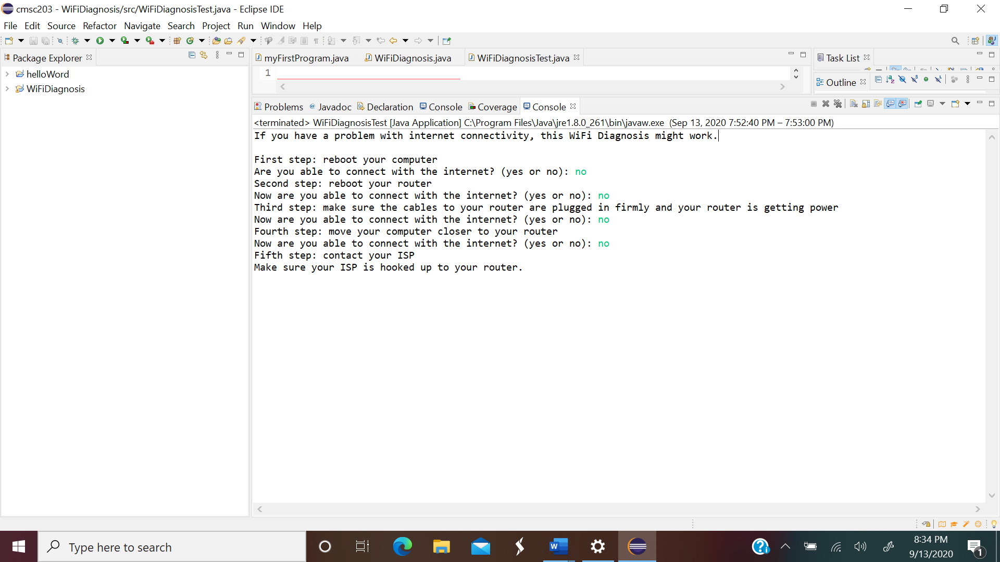 cmsc203 - WiFiDiagnosis/src/WiFiDiagnosisTest.java - Eclipse IDE
File Edit Source Refactor Navigate Search Project Run Window Help
Package Explorer
myFirstProgram.java WiFiDiagnosis.java WiFiDiagnosisTest.java
Task List
helloWord
1
Outline
WiFiDiagnosis
Problems @ Javadoc Declaration Console Coverage Console
<terminated> WiFiDiagnosisTest [Java Application] C:\Program Files\Java\jre1.8.0_261\bin\javaw.exe (Sep 13, 2020 7:52:40 PM – 7:53:00 PM)
If you have a problem with internet connectivity, this WiFi Diagnosis might work.
First step: reboot your computer
Are you able to connect with the internet? (yes or no): no
Second step: reboot your router
Now are you able to connect with the internet? (yes or no): no
Third step: make sure the cables to your router are plugged in firmly and your router is getting power
Now are you able to connect with the internet? (yes or no): no
Fourth step: move your computer closer to your router
Now are you able to connect with the internet? (yes or no): no
Fifth step: contact your ISP
Make sure your ISP is hooked up to your router.
Type here to search
8:34 PM
9/13/2020
1